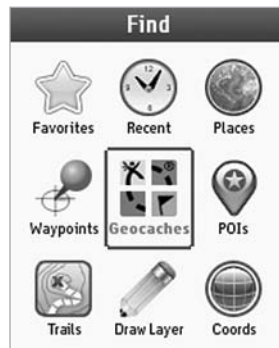 Find
Favorites Recent Places
Waypoints Geocaches POIs
Trails Draw Layer Coords